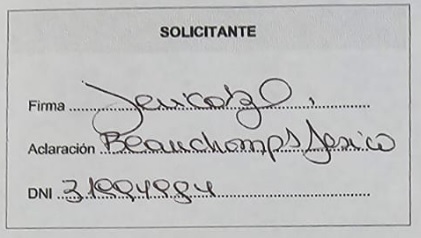 SOLICITANTE
Firma
Aclaración Beauchamps Jesica
DNI